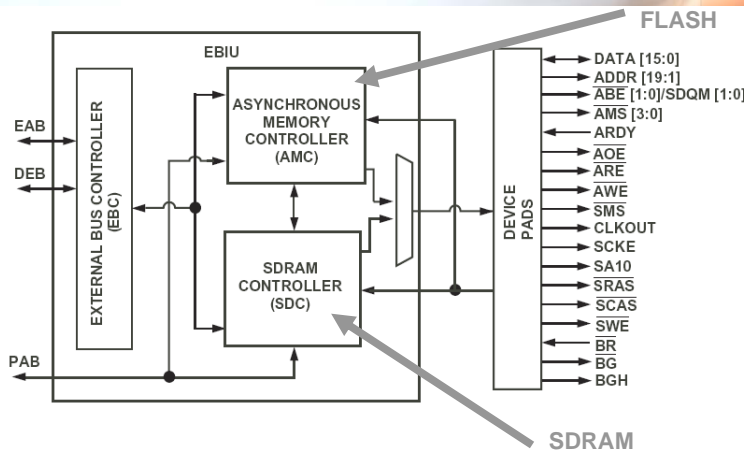 FLASH
EBIU
EXTERNAL BUS CONTROLLER
(EBC)
ASYNCHRONOUS
MEMORY
CONTROLLER
(AMC)
SDRAM
CONTROLLER
(SDC)
EAB
DEB
PAB
DEVICE
PADS
DATA [15:0]
ADDR [19:1]
ABE [1:0]/SDQM [1:0]
AMS [3:0]
ARDY
AOE
ARE
AWE
SMS
CLKOUT
SCKE
SA10
SRAS
SCAS
SWE
BR
BG
BGH
SDRAM